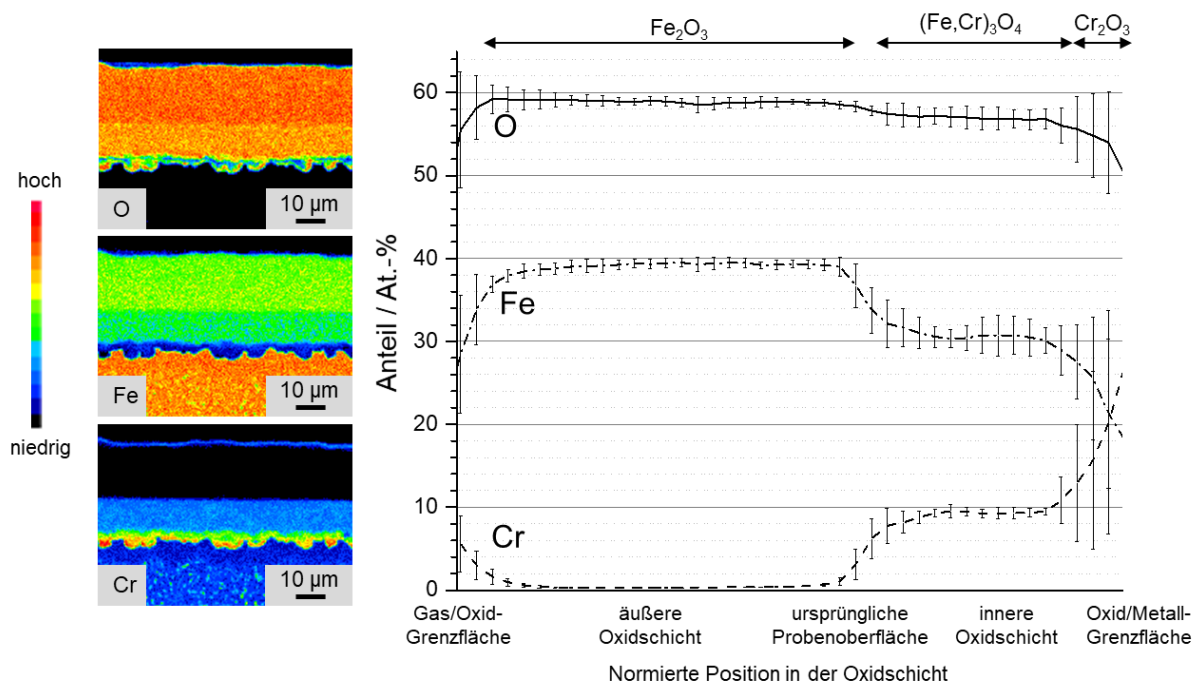 hoch
niedrig
O
10 µm
Fe
10 µm
Cr
10 µm
Fe₂O₃
(Fe,Cr)₃O₄
Cr₂O₃
Anteil / At.-%
60
50
40
30
20
10
0
O
Fe
Cr
Gas/Oxid-
Grenzfläche
äußere
Oxidschicht
ursprüngliche
Probenoberfläche
innere
Oxidschicht
Oxid/Metall-
Grenzfläche
Normierte Position in der Oxidschicht